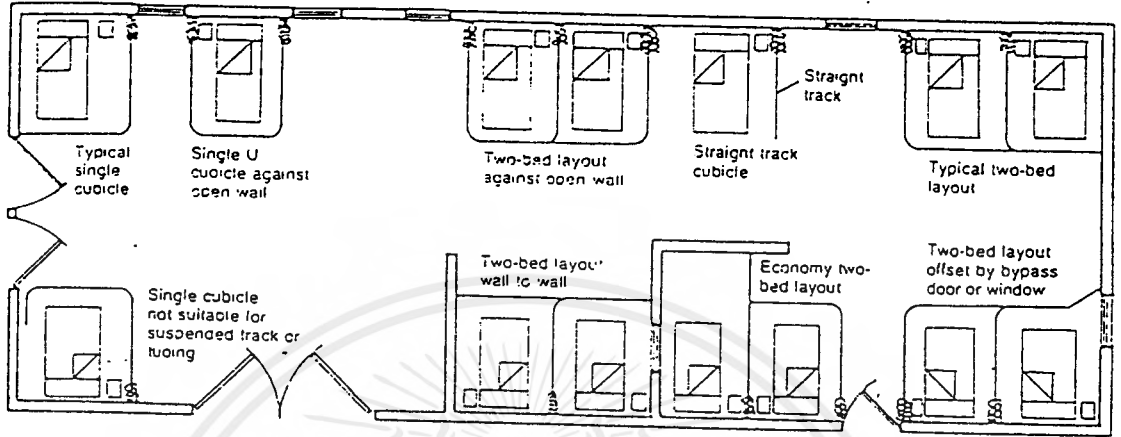 Typical
single
cubicle
Single U
cubicle against
open wall
Two-bed layout
against open wall
Straight track
cubicle
Straight
track
Typical two-bed
layout
Single cubicle
not suitable for
suspended track or
tubing
Two-bed layout
wall to wall
Economy two-
bed layout
Two-bed layout
offset by bypass
door or window